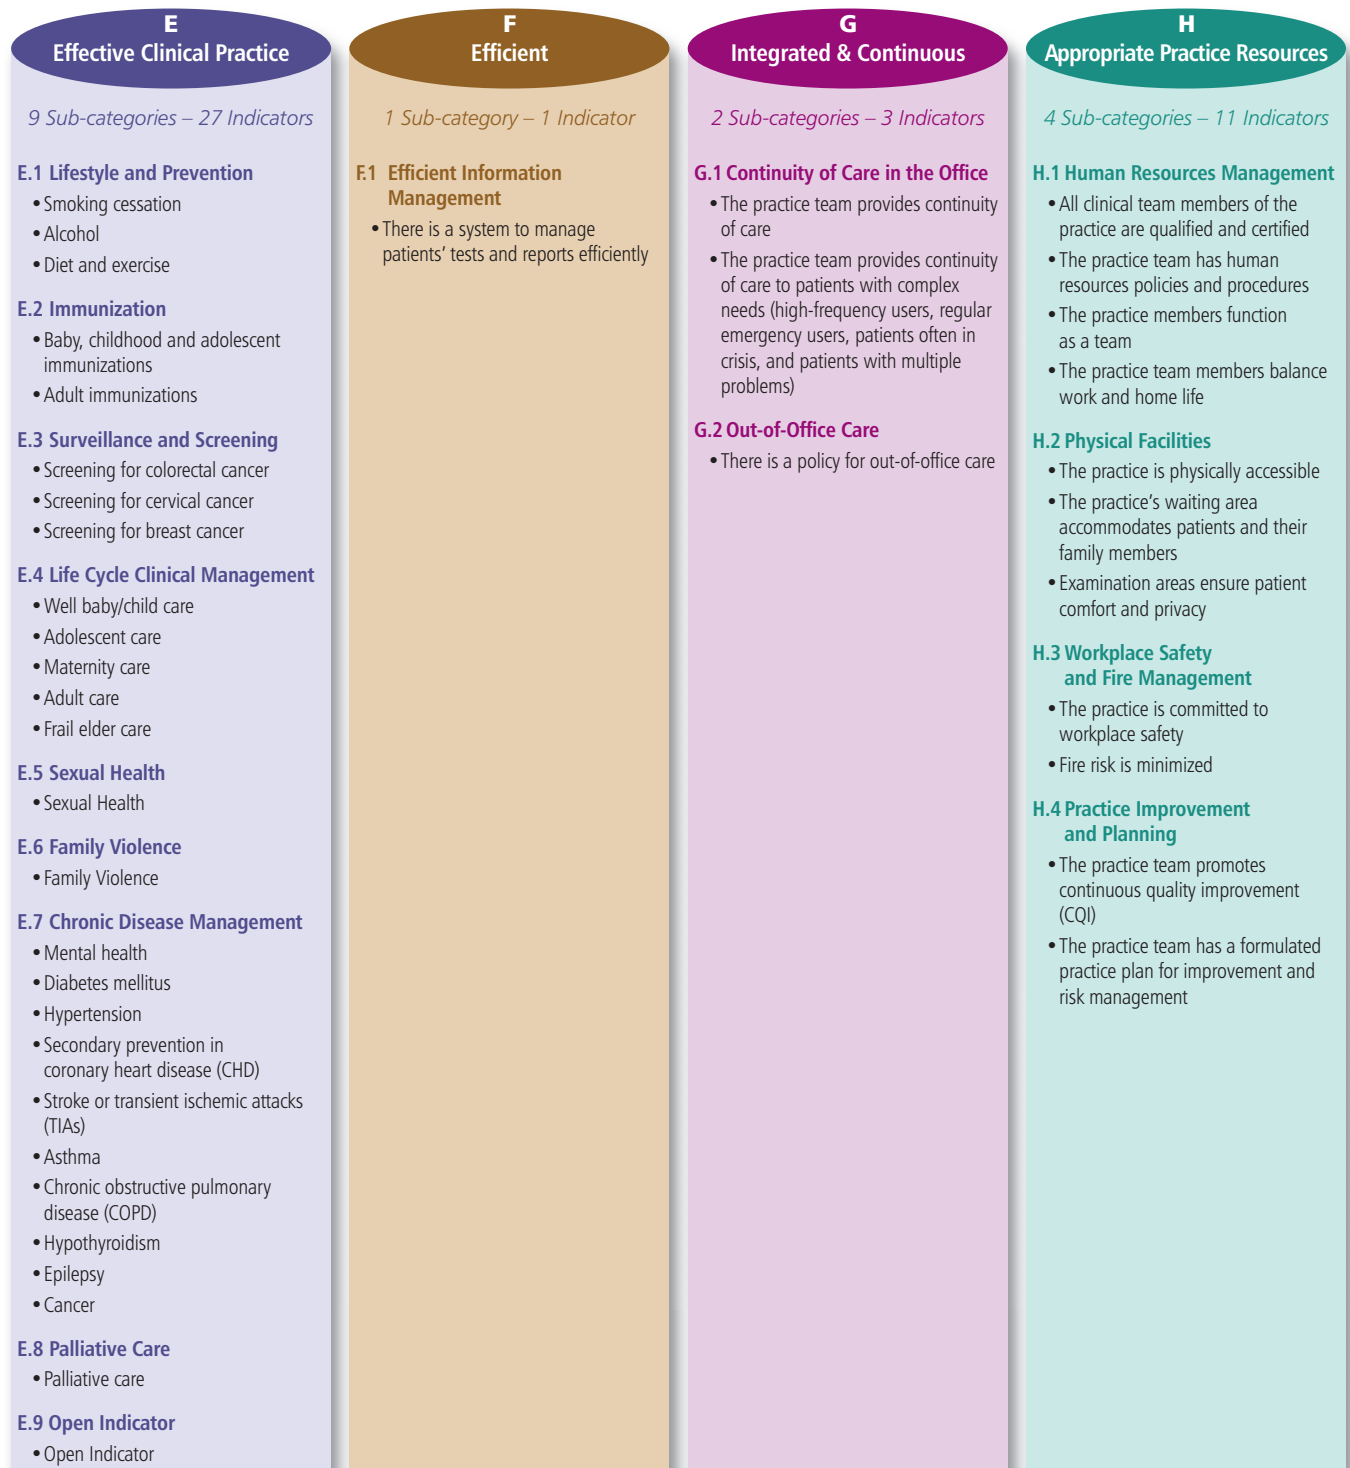 E
Effective Clinical Practice
9 Sub-categories – 27 Indicators
E.1 Lifestyle and Prevention
• Smoking cessation
• Alcohol
• Diet and exercise
E.2 Immunization
• Baby, childhood and adolescent
immunizations
• Adult immunizations
E.3 Surveillance and Screening
• Screening for colorectal cancer
• Screening for cervical cancer
• Screening for breast cancer
E.4 Life Cycle Clinical Management
• Well baby/child care
• Adolescent care
• Maternity care
• Adult care
• Frail elder care
E.5 Sexual Health
• Sexual Health
E.6 Family Violence
• Family Violence
E.7 Chronic Disease Management
• Mental health
• Diabetes mellitus
• Hypertension
• Secondary prevention in
coronary heart disease (CHD)
• Stroke or transient ischemic attacks
(TIAs)
• Asthma
• Chronic obstructive pulmonary
disease (COPD)
• Hypothyroidism
• Epilepsy
• Cancer
E.8 Palliative Care
• Palliative care
E.9 Open Indicator
• Open Indicator
F
Efficient
1 Sub-category – 1 Indicator
F.1 Efficient Information
Management
• There is a system to manage
patients' tests and reports efficiently
G
Integrated & Continuous
2 Sub-categories – 3 Indicators
G.1 Continuity of Care in the Office
• The practice team provides continuity
of care
• The practice team provides continuity
of care to patients with complex
needs (high-frequency users, regular
emergency users, patients often in
crisis, and patients with multiple
problems)
G.2 Out-of-Office Care
• There is a policy for out-of-office care
H
Appropriate Practice Resources
4 Sub-categories – 11 Indicators
H.1 Human Resources Management
• All clinical team members of the
practice are qualified and certified
• The practice team has human
resources policies and procedures
• The practice members function
as a team
• The practice team members balance
work and home life
H.2 Physical Facilities
• The practice is physically accessible
• The practice's waiting area
accommodates patients and their
family members
• Examination areas ensure patient
comfort and privacy
H.3 Workplace Safety
and Fire Management
• The practice is committed to
workplace safety
• Fire risk is minimized
H.4 Practice Improvement
and Planning
• The practice team promotes
continuous quality improvement
(CQI)
• The practice team has a formulated
practice plan for improvement and
risk management